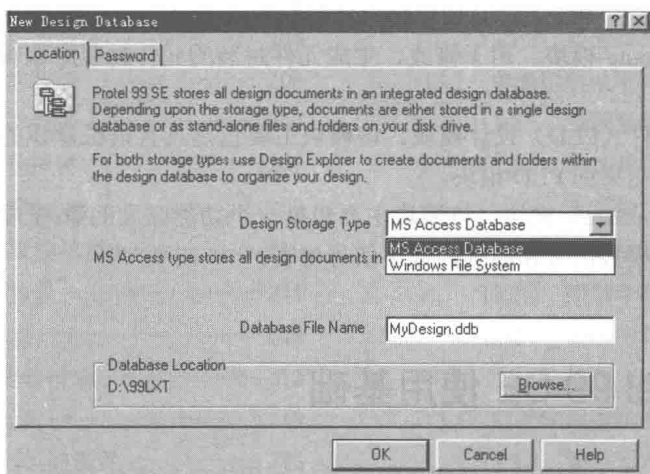 New Design Database
Location Password
Protel 99 SE stores all design documents in an integrated design database.
Depending upon the storage type, documents are either stored in a single design
database or as stand-alone files and folders on your disk drive.
For both storage types use Design Explorer to create documents and folders within
the design database to organize your design.
Design Storage Type MS Access Database
MS Access Database
MS Access type stores all design documents in
Windows File System
Database File Name MyDesign.ddb
Database Location
D:\99LXT
Browse...
OK Cancel Help